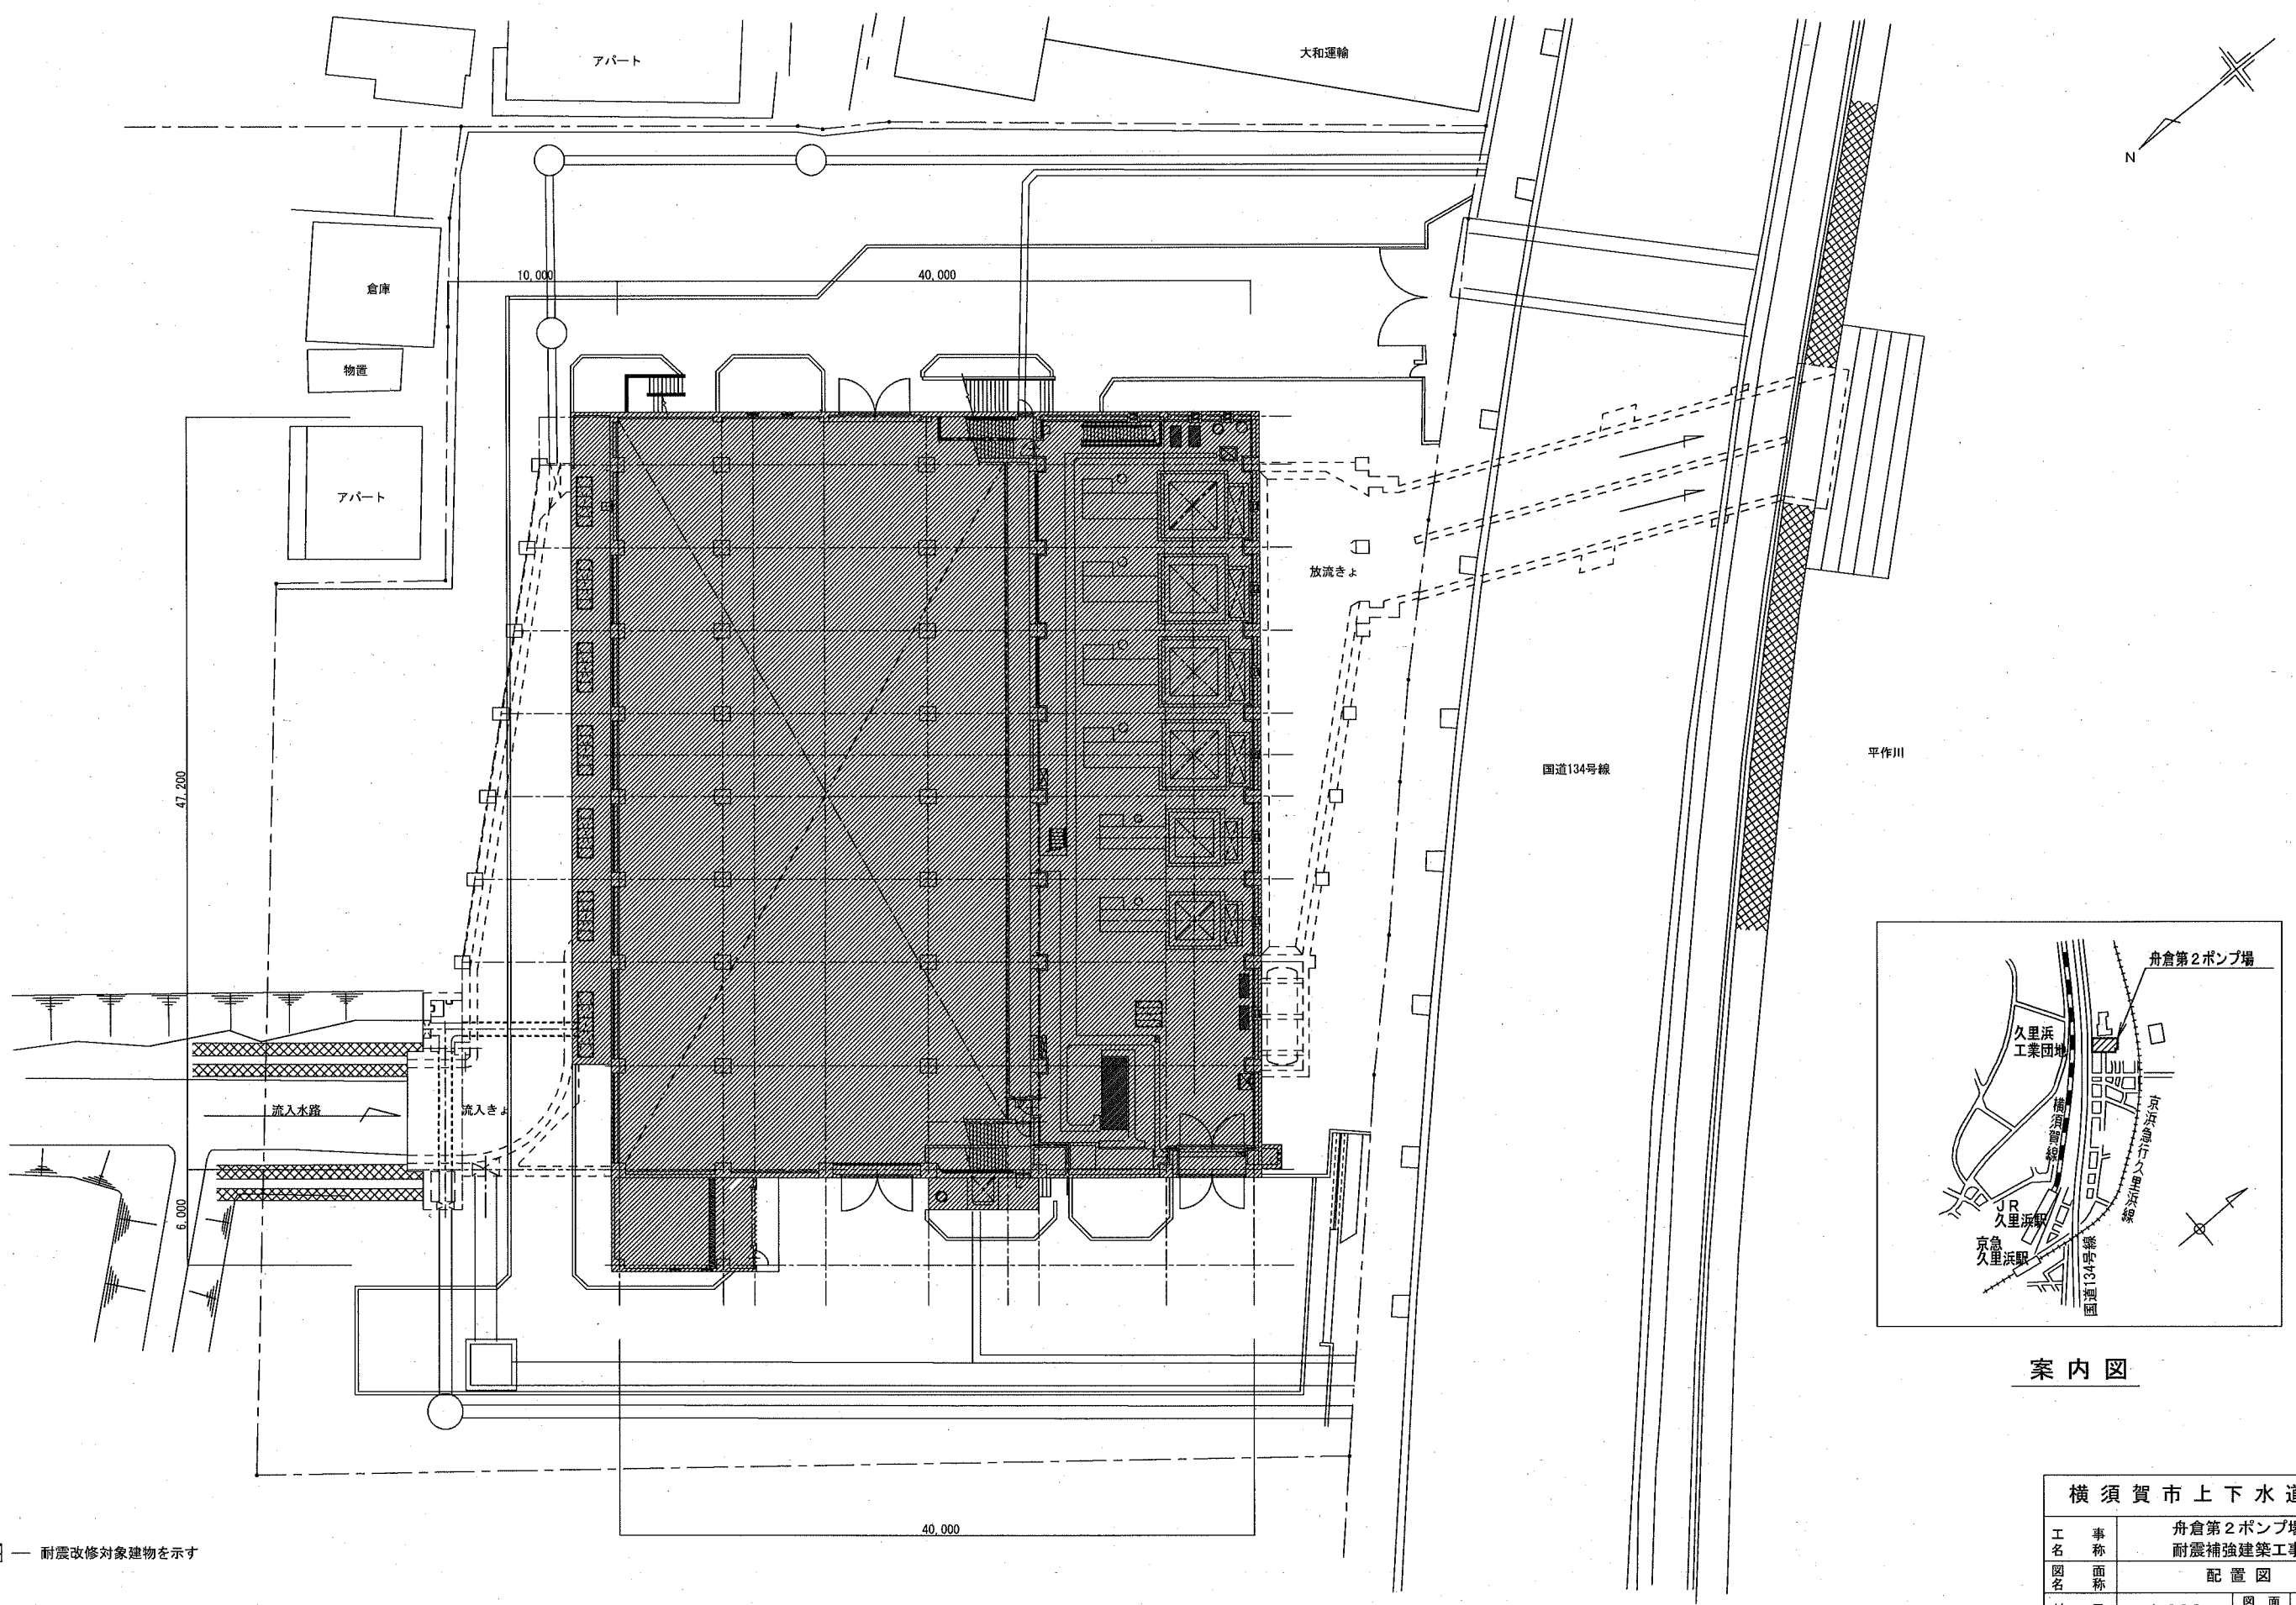 アパート
大和運輸
N
倉庫
10,000
40,000
物置
アパート
放流きょ
47,200
国道134号線
平作川
流入水路
流入きょ
6,000
舟倉第2ポンプ場
久里浜
工業団地
横須賀線
京浜急行久里浜線
JR
久里浜駅
京急
久里浜駅
国道134号線
案内図
40,000
耐震改修対象建物を示す
横須賀市上下水道
工事名称
舟倉第2ポンプ場
耐震補強建築工事
図面名称
配置図
図面